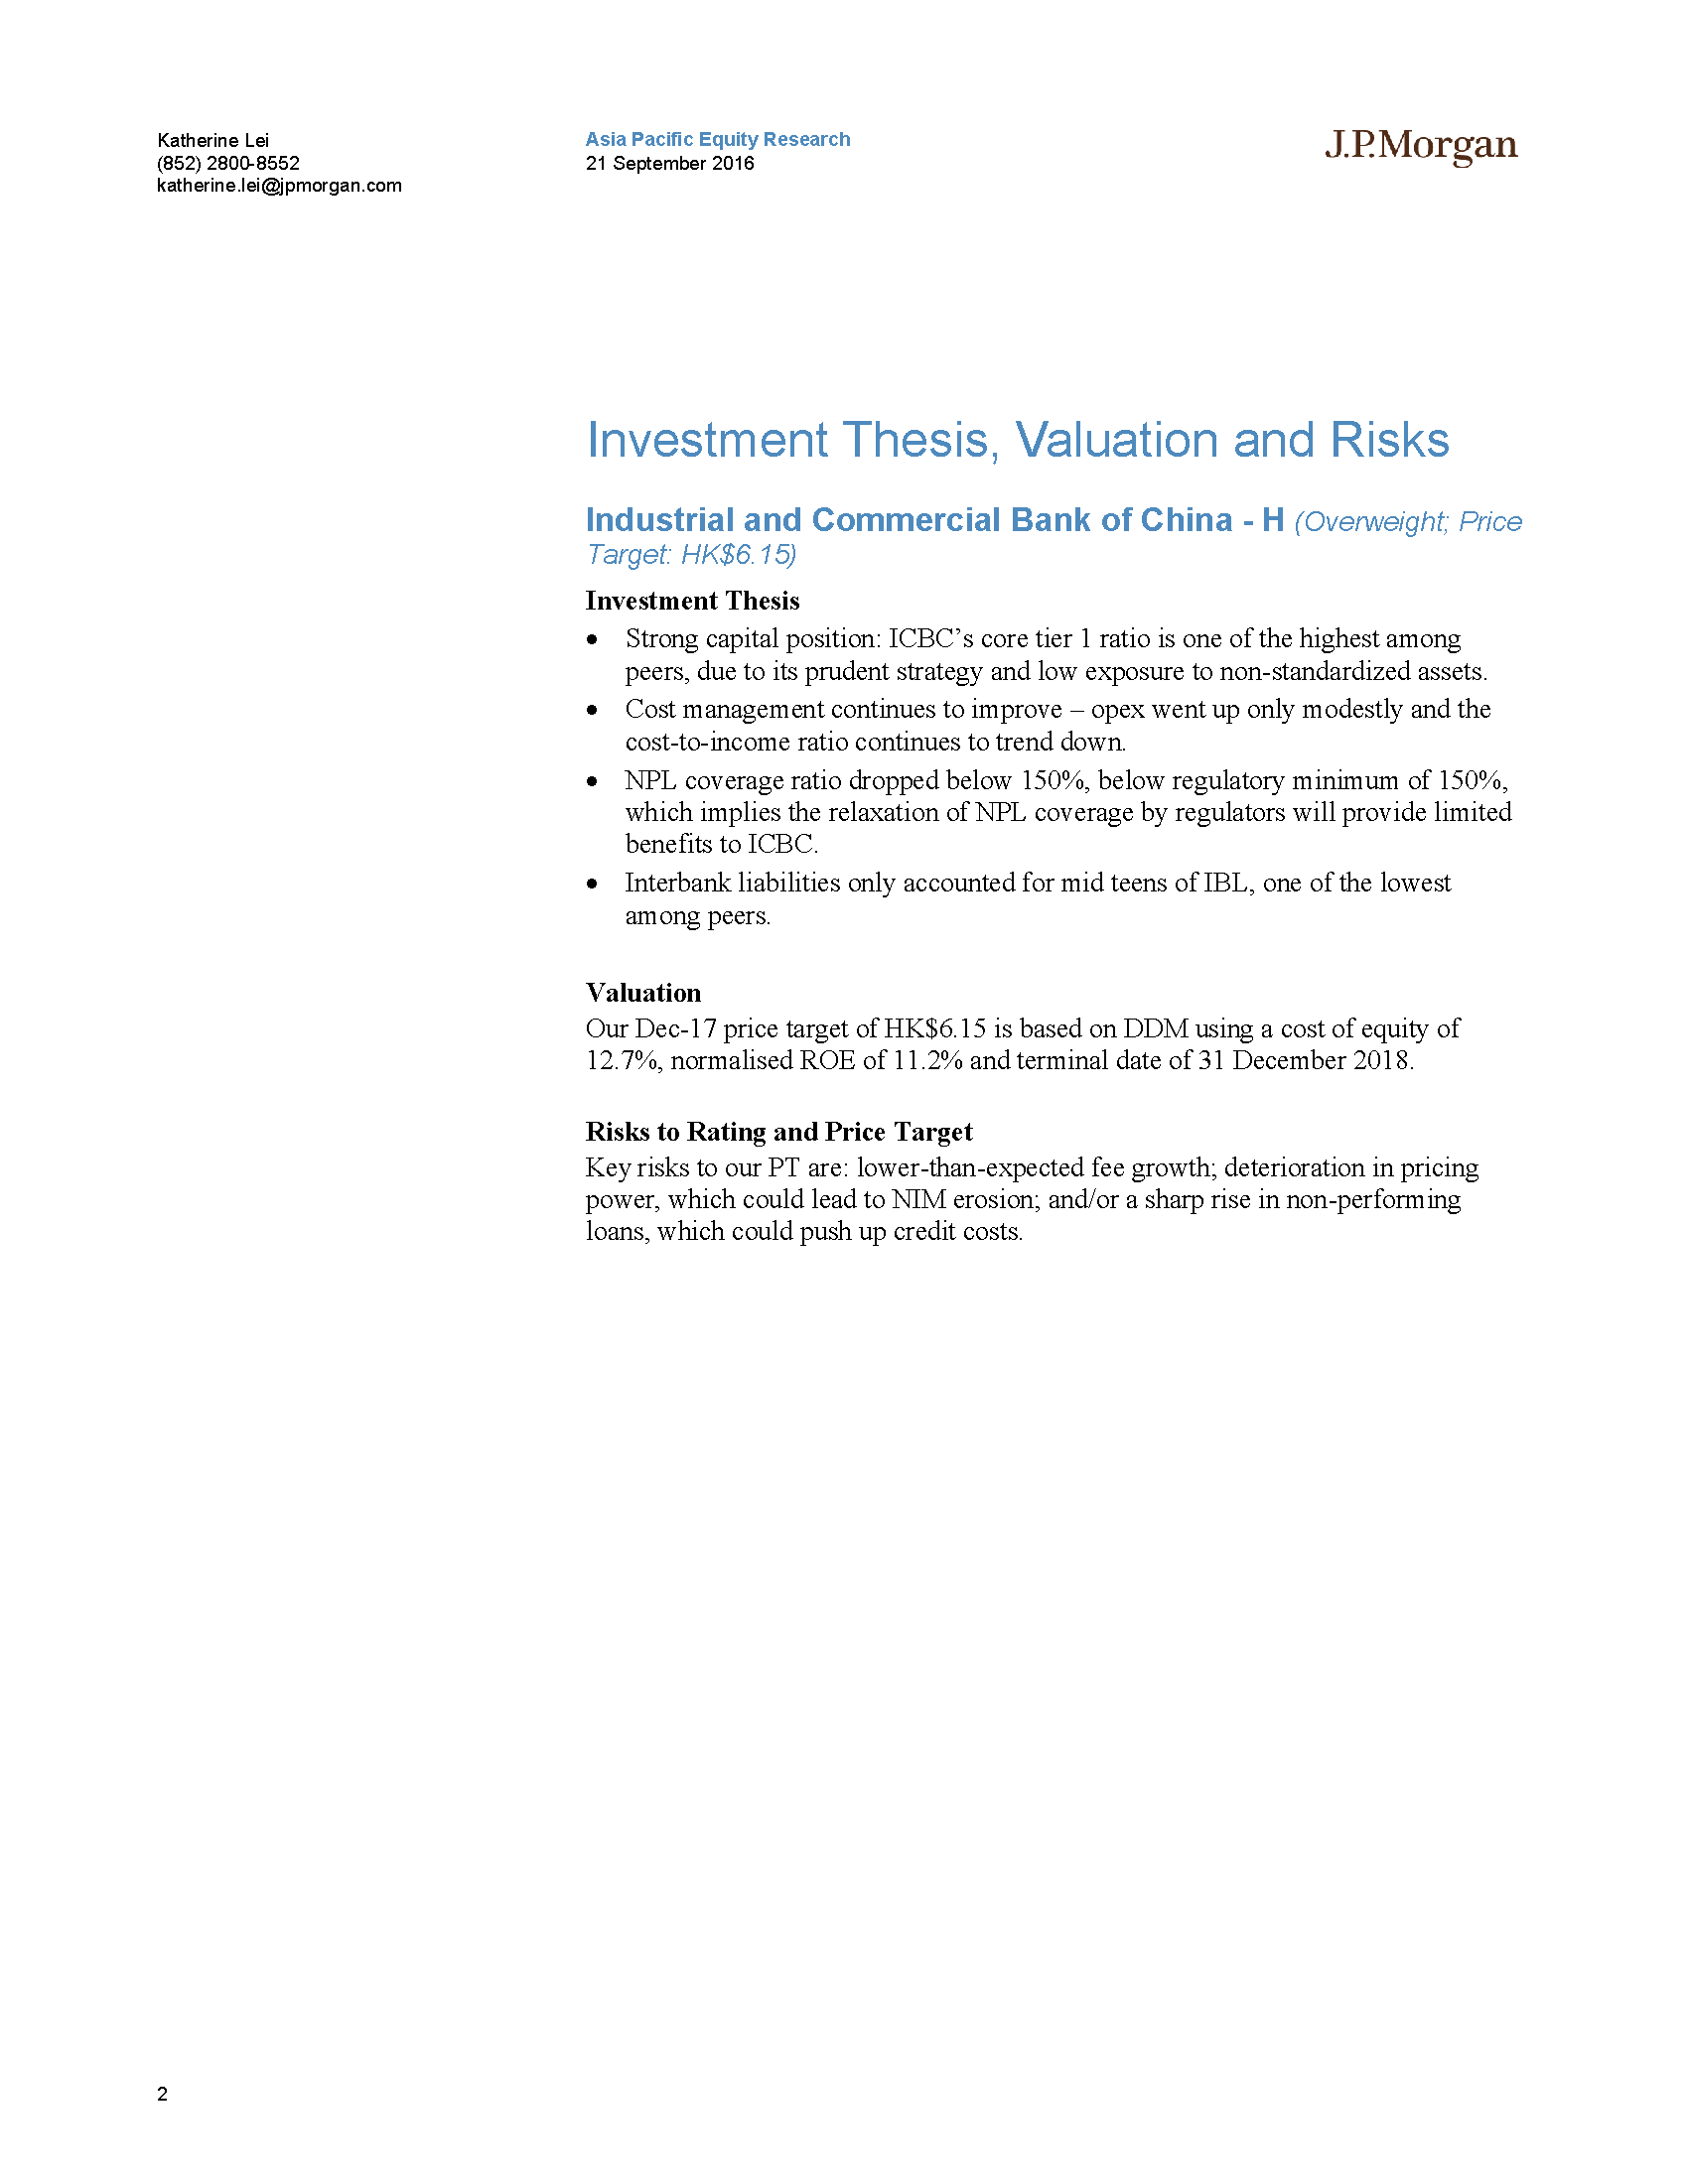 Katherine Lei
(852) 2800-8552
katherine.lei@jpmorgan.com
Asia Pacific Equity Research
21 September 2016
J.P.Morgan
Investment Thesis, Valuation and Risks
Industrial and Commercial Bank of China - H (Overweight; Price
Target: HK$6.15)
Investment Thesis
• Strong capital position: ICBC’s core tier 1 ratio is one of the highest among
peers, due to its prudent strategy and low exposure to non-standardized assets.
• Cost management continues to improve – opex went up only modestly and the
cost-to-income ratio continues to trend down.
• NPL coverage ratio dropped below 150%, below regulatory minimum of 150%,
which implies the relaxation of NPL coverage by regulators will provide limited
benefits to ICBC.
• Interbank liabilities only accounted for mid teens of IBL, one of the lowest
among peers.
Valuation
Our Dec-17 price target of HK$6.15 is based on DDM using a cost of equity of
12.7%, normalised ROE of 11.2% and terminal date of 31 December 2018.
Risks to Rating and Price Target
Key risks to our PT are: lower-than-expected fee growth; deterioration in pricing
power, which could lead to NIM erosion; and/or a sharp rise in non-performing
loans, which could push up credit costs.
2